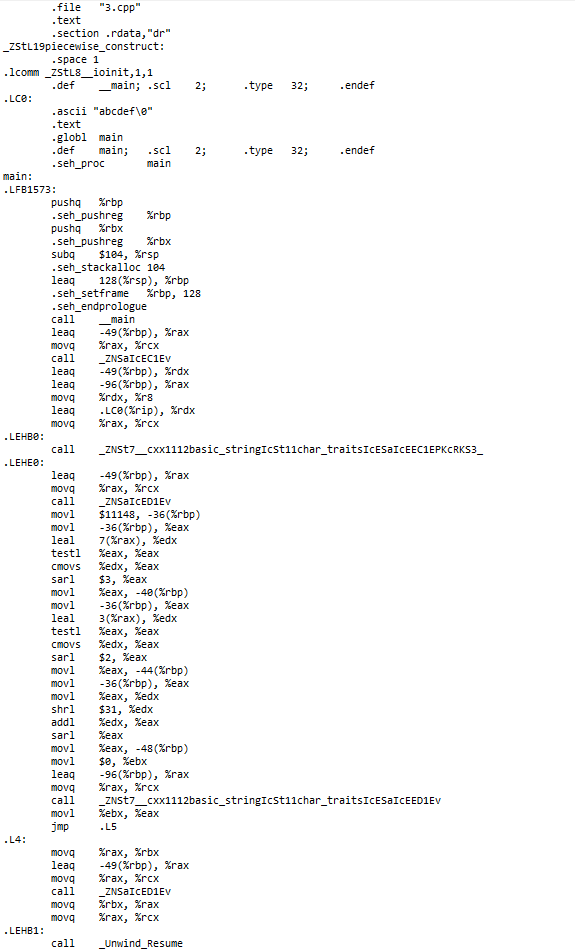 .file "3.cpp"
.text
.section .rdata,"dr"
_ZStL19piecewise_construct:
.space 1
.lcomm _ZStL8__ioinit,1,1
.def __main; .scl 2; .type 32; .endef
.LC0:
.ascii "abcdef\0"
.text
.globl main
.def main; .scl 2; .type 32; .endef
.seh_proc main
main:
.LFB1573:
pushq %rbp
.seh_pushreg %rbp
pushq %rbx
.seh_pushreg %rbx
subq $104, %rsp
.seh_stackalloc 104
leaq 128(%rsp), %rbp
.seh_setframe %rbp, 128
.seh_endprologue
call __main
leaq -49(%rbp), %rax
movq %rax, %rcx
call _ZNSaIcEC1Ev
leaq -49(%rbp), %rdx
leaq -96(%rbp), %rax
movq %rdx, %r8
leaq .LC0(%rip), %rdx
movq %rax, %rcx
.LEHB0:
call _ZNSt7__cxx1112basic_stringIcSt11char_traitsIcESaIcEEC1EPKcRKS3_
.LEHE0:
leaq -49(%rbp), %rax
movq %rax, %rcx
call _ZNSaIcED1Ev
movl $11148, -36(%rbp)
movl -36(%rbp), %eax
leal 7(%rax), %edx
testl %eax, %eax
cmovs %edx, %eax
sarl $3, %eax
movl %eax, -40(%rbp)
movl -36(%rbp), %eax
leal 3(%rax), %edx
testl %eax, %eax
cmovs %edx, %eax
sarl $2, %eax
movl %eax, -44(%rbp)
movl -36(%rbp), %eax
movl %eax, %edx
shrl $31, %edx
addl %edx, %eax
sarl %eax
movl %eax, -48(%rbp)
movl $0, %ebx
leaq -96(%rbp), %rax
movq %rax, %rcx
call _ZNSt7__cxx1112basic_stringIcSt11char_traitsIcESaIcEED1Ev
movl %ebx, %eax
jmp .L5
.L4:
movq %rax, %rbx
leaq -49(%rbp), %rax
movq %rax, %rcx
call _ZNSaIcED1Ev
movq %rbx, %rax
movq %rax, %rcx
.LEHB1:
call _Unwind_Resume